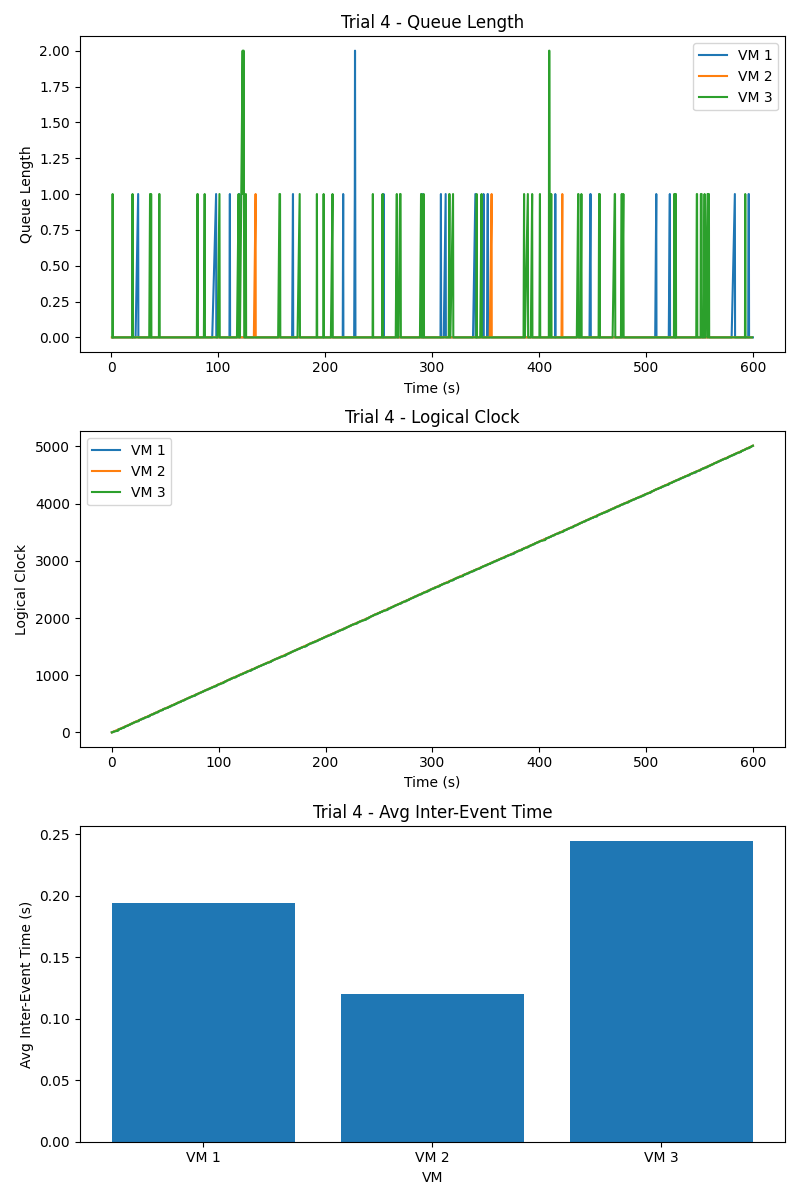 Trial 4 - Queue Length
2.00
1.75
1.50
1.25
1.00
0.75
0.50
0.25
0.00
Queue Length
VM 1
VM 2
VM 3
0 100 200 300 400 500 600
Time (s)
Trial 4 - Logical Clock
5000
4000
3000
2000
1000
0
Logical Clock
VM 1
VM 2
VM 3
0 100 200 300 400 500 600
Time (s)
Trial 4 - Avg Inter-Event Time
0.25
0.20
0.15
0.10
0.05
0.00
Avg Inter-Event Time (s)
VM 1 VM 2 VM 3
VM